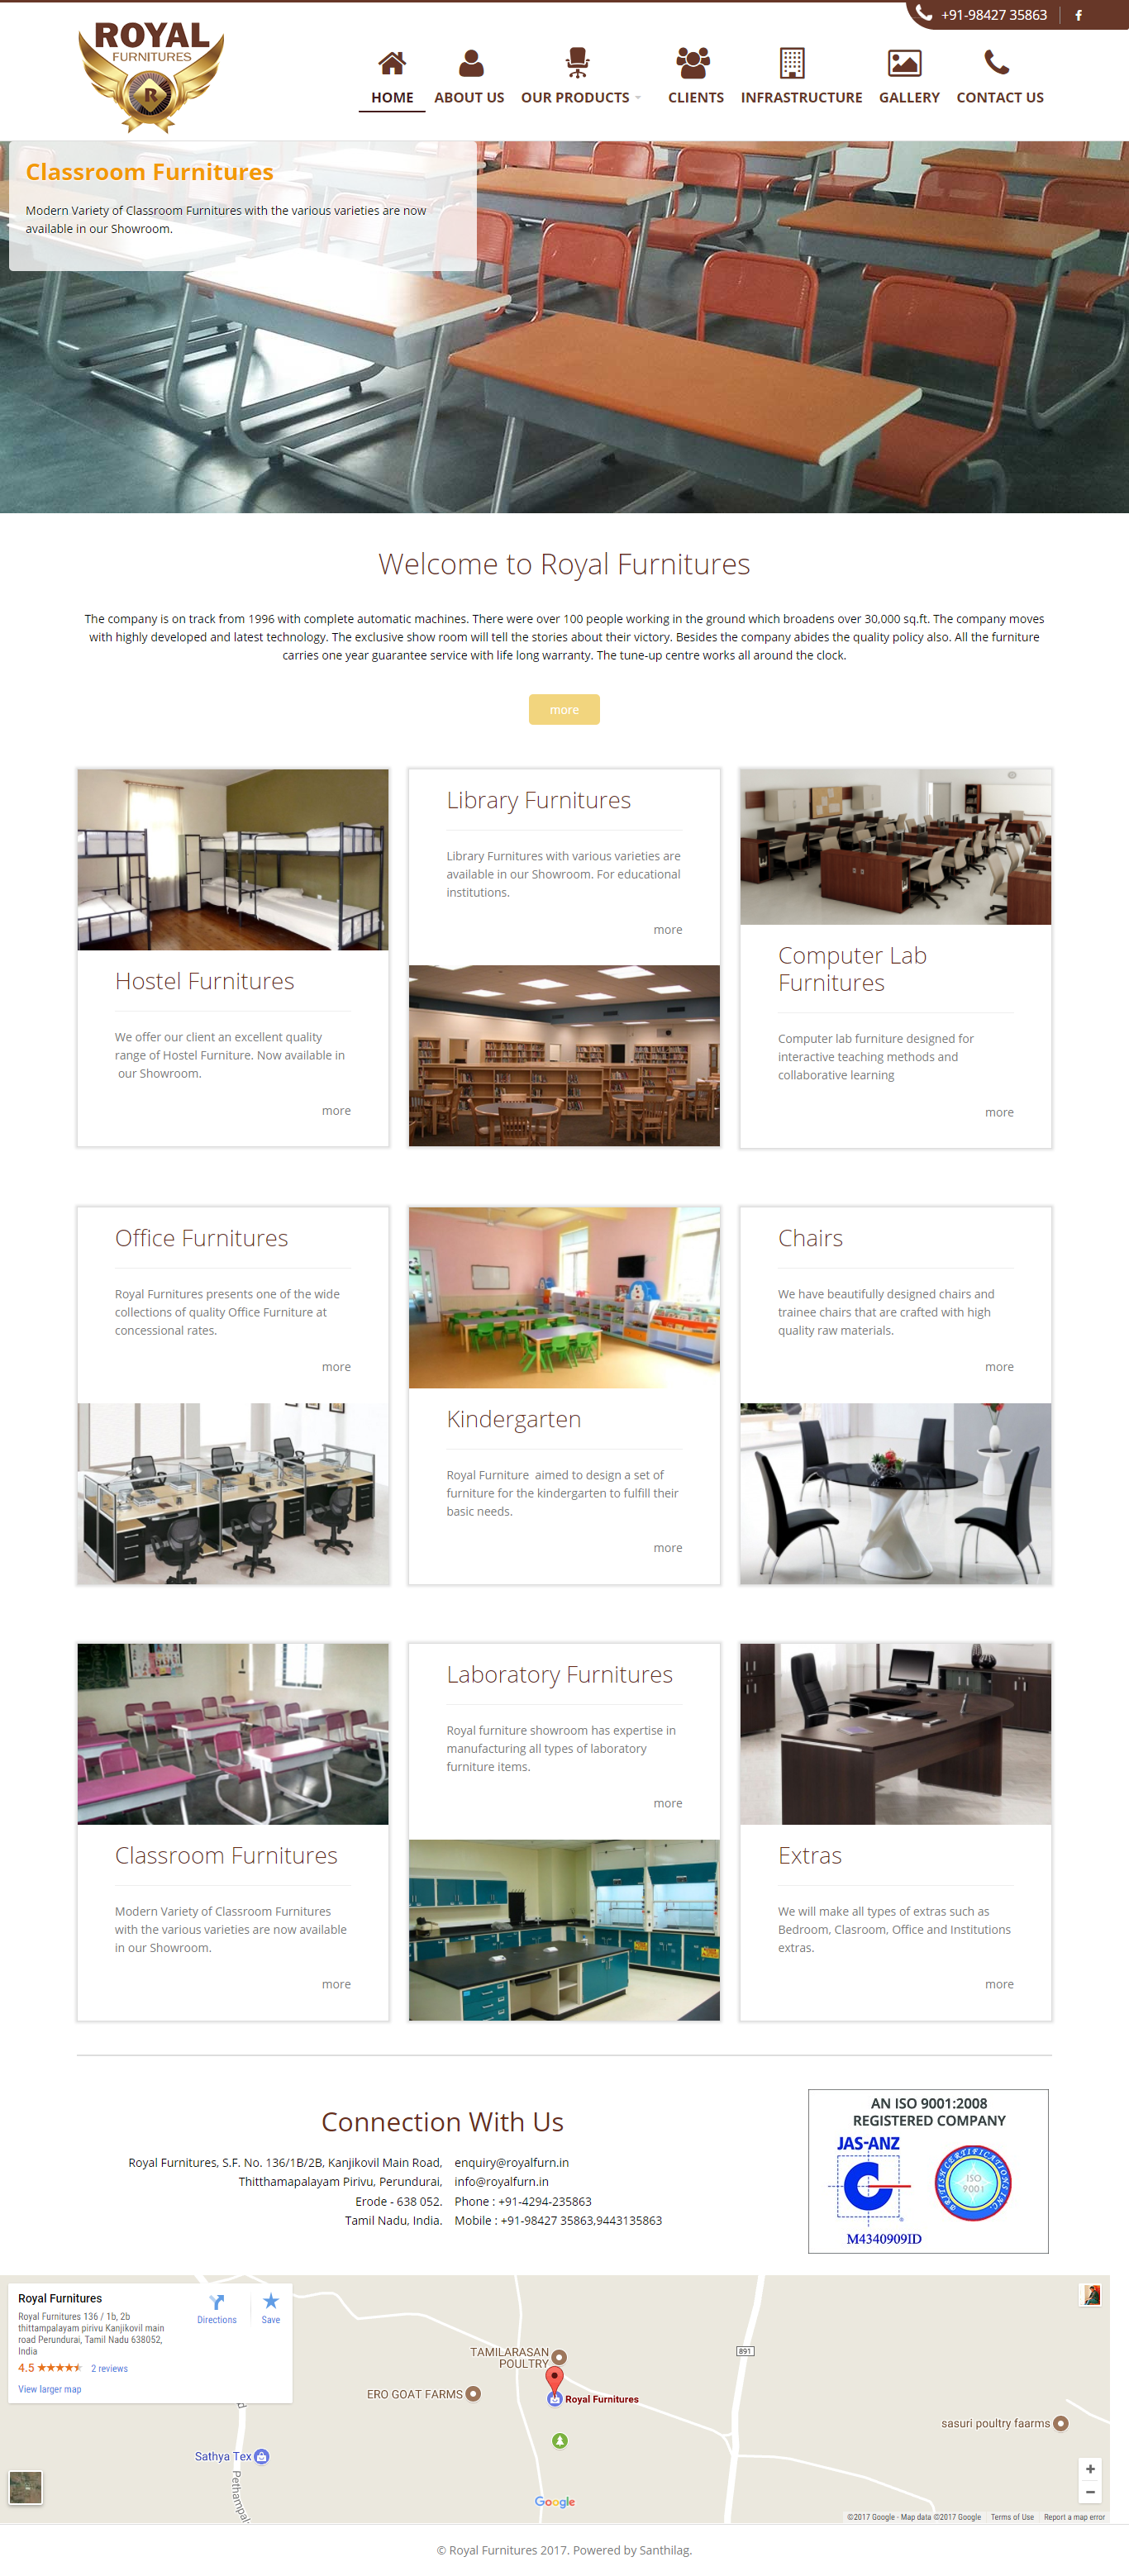 +91-98427 35863
ROYAL
FURNITURES
R
HOME
ABOUT US
OUR PRODUCTS
CLIENTS
INFRASTRUCTURE
GALLERY
CONTACT US
Classroom Furnitures
Modern Variety of Classroom Furnitures with the various varieties are now
available in our Showroom.
Welcome to Royal Furnitures
The company is on track from 1996 with complete automatic machines. There were over 100 people working in the ground which broadens over 30,000 sq.ft. The company moves
with highly developed and latest technology. The exclusive show room will tell the stories about their victory. Besides the company abides the quality policy also. All the furniture
carries one year guarantee service with life long warranty. The tune-up centre works all around the clock.
more
Hostel Furnitures
We offer our client an excellent quality
range of Hostel Furniture. Now available in
our Showroom.
more
Library Furnitures
Library Furnitures with various varieties are
available in our Showroom. For educational
institutions.
more
Computer Lab
Furnitures
Computer lab furniture designed for
interactive teaching methods and
collaborative learning
more
Office Furnitures
Royal Furnitures presents one of the wide
collections of quality Office Furniture at
concessional rates.
more
Kindergarten
Royal Furniture aimed to design a set of
furniture for the kindergarten to fulfill their
basic needs.
more
Chairs
We have beautifully designed chairs and
trainee chairs that are crafted with high
quality raw materials.
more
Classroom Furnitures
Modern Variety of Classroom Furnitures
with the various varieties are now available
in our Showroom.
more
Laboratory Furnitures
Royal furniture showroom has expertise in
manufacturing all types of laboratory
furniture items.
more
Extras
We will make all types of extras such as
Bedroom, Clasroom, Office and Institutions
extras.
more
Connection With Us
Royal Furnitures, S.F. No. 136/1B/2B, Kanjikovil Main Road,
Thitthamapalayam Pirivu, Perundurai,
Erode - 638 052.
Tamil Nadu, India.
enquiry@royalfurn.in
info@royalfurn.in
Phone : +91-4294-235863
Mobile : +91-98427 35863,9443135863
AN ISO 9001:2008
REGISTERED COMPANY
JAS-ANZ
M4340909ID
BRITISH CERTIFICATIONS INC.
ISO
9001
Royal Furnitures
Royal Furnitures 136 / 1b, 2b
thittampalayam pirivu Kanjikovil main
road Perundurai, Tamil Nadu 638052,
India
4.5
2 reviews
View larger map
Directions
Save
TAMILARASAN
POULTRY
ERO GOAT FARMS
Royal Furnitures
891
sasuri poultry faarms
Sathya Tex
Pethampal
Google
©2017 Google - Map data ©2017 Google
Terms of Use
Report a map error
© Royal Furnitures 2017. Powered by Santhilag.